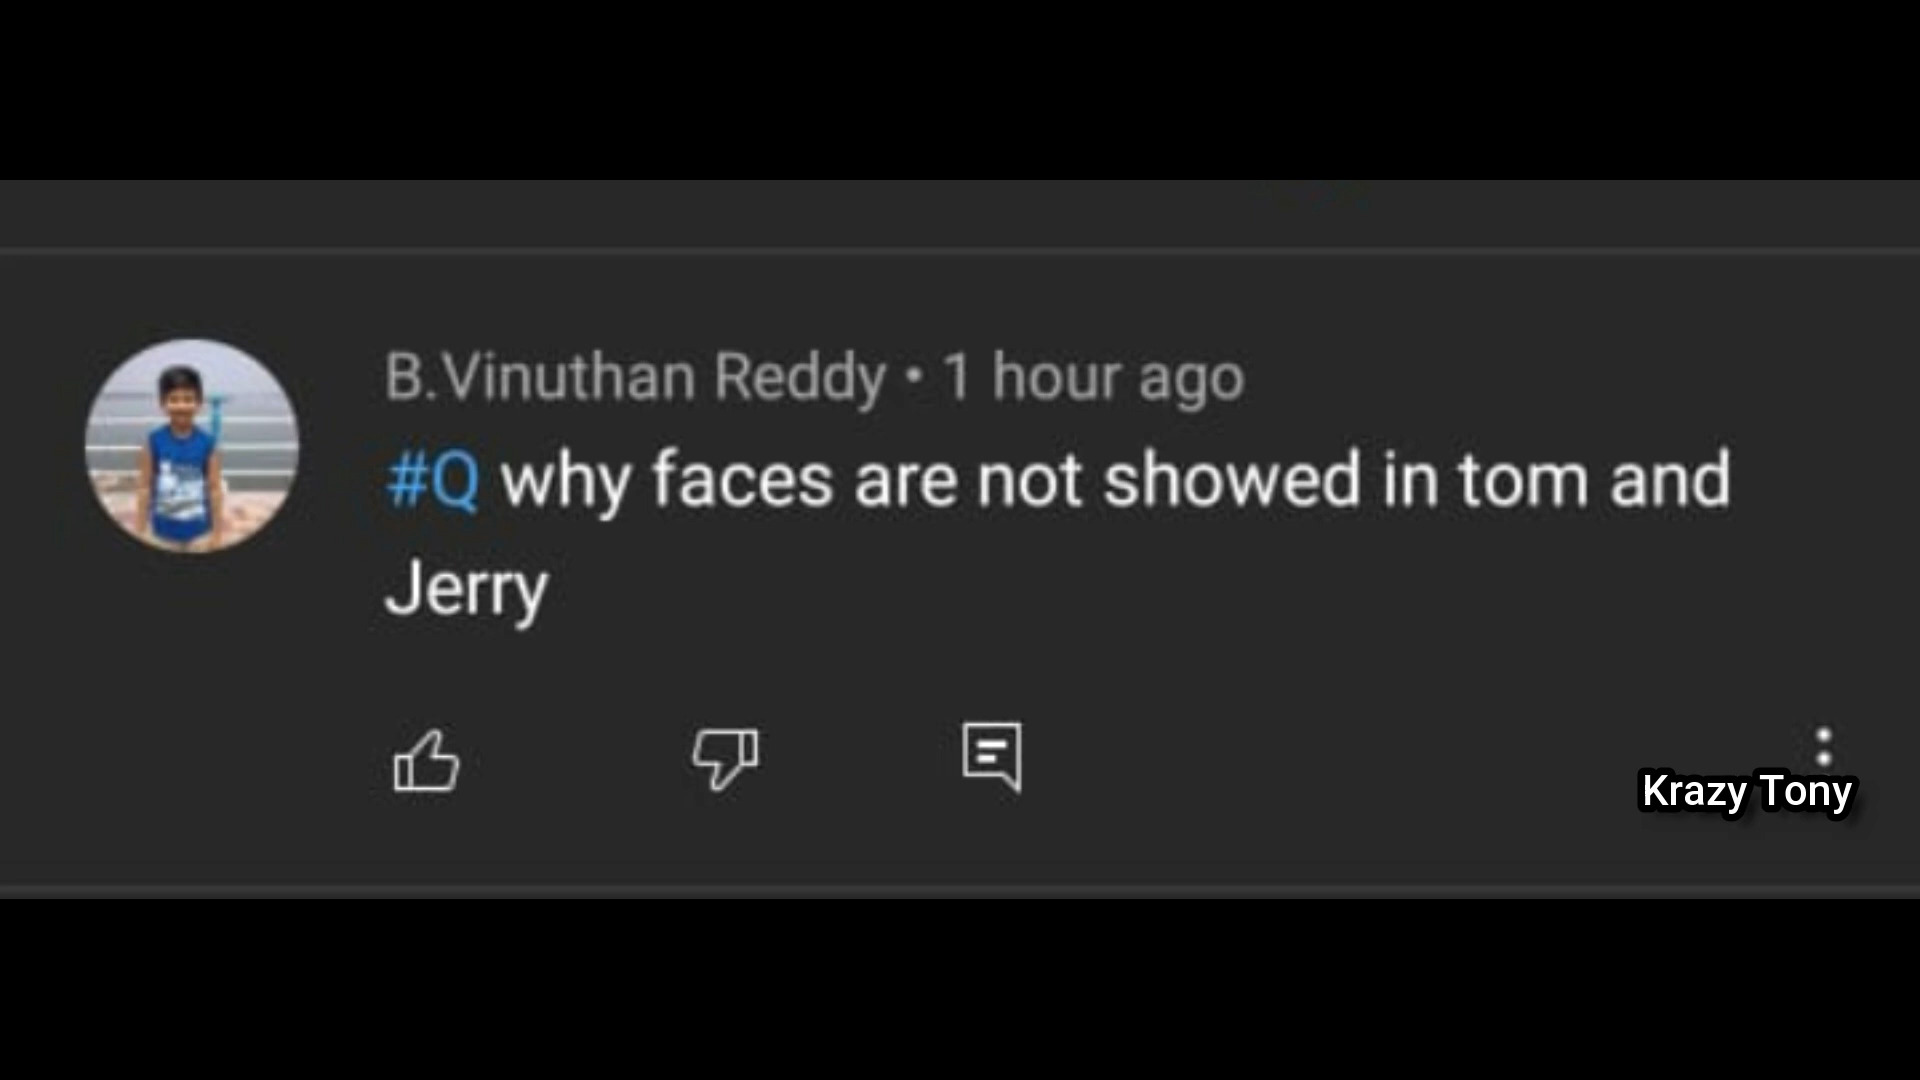 B.Vinuthan Reddy • 1 hour ago
#Q why faces are not showed in tom and
Jerry
Krazy Tony